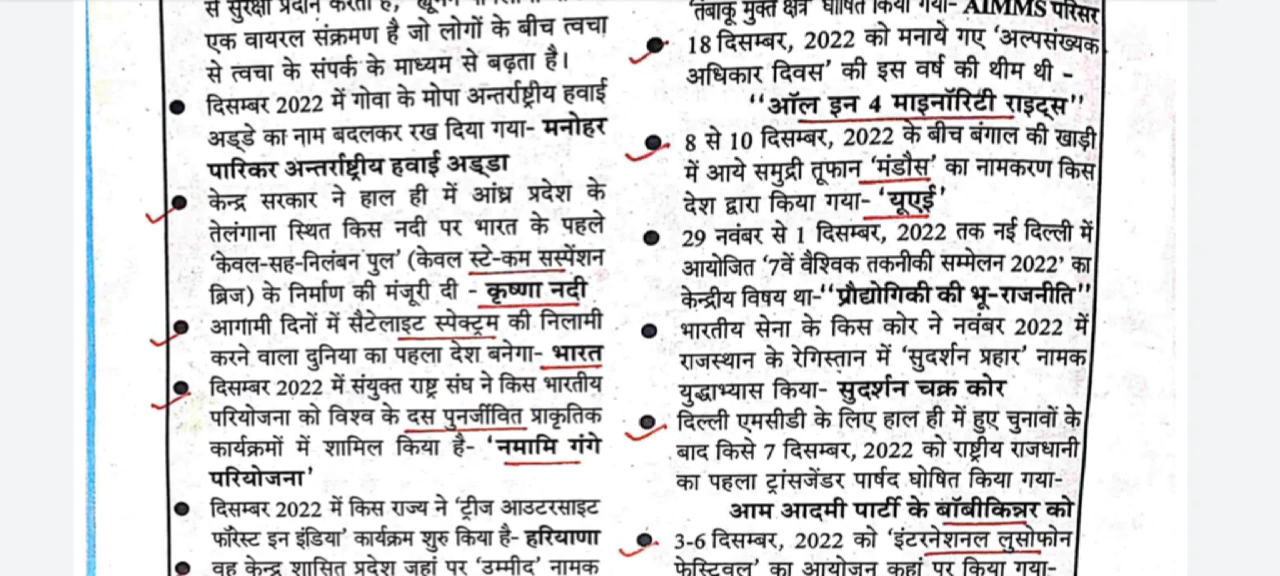 से सुरक्षा प्रदान करता है,
एक वायरल संक्रमण है जो लोगों के बीच त्वचा
से त्वचा के संपर्क के माध्यम से बढ़ता है।
दिसम्बर 2022 में गोवा के मोपा अन्तर्राष्ट्रीय हवाई
अड्डे का नाम बदलकर रख दिया गया- मनोहर
पारिकर अन्तर्राष्ट्रीय हवाई अड्डा
केन्द्र सरकार ने हाल ही में आंध्र प्रदेश के
तेलंगाना स्थित किस नदी पर भारत के पहले
'केवल-सह-निलंबन पुल' (केवल स्टे-कम सस्पेंशन
ब्रिज) के निर्माण की मंजूरी दी - कृष्णा नदी
आगामी दिनों में सैटेलाइट स्पेक्ट्रम की निलामी
करने वाला दुनिया का पहला देश बनेगा- भारत
दिसम्बर 2022 में संयुक्त राष्ट्र संघ ने किस भारतीय
परियोजना को विश्व के दस पुनर्जीवित प्राकृतिक
कार्यक्रमों में शामिल किया है- 'नमामि गंगे
परियोजना'
दिसम्बर 2022 में किस राज्य ने 'ट्रीज आउटरसाइट
फॉरेस्ट इन इंडिया' कार्यक्रम शुरु किया है- हरियाणा
वह केन्द्र शासित प्रदेश जहां पर 'उम्मीद' नामक
'तंबाकू मुक्त क्षेत्र' घोषित किया गया- AIMMS परिसर
18 दिसम्बर, 2022 को मनाये गए 'अल्पसंख्यक
अधिकार दिवस' की इस वर्ष की थीम थी -
"ऑल इन 4 माइनॉरिटी राइट्स"
8 से 10 दिसम्बर, 2022 के बीच बंगाल की खाड़ी
में आये समुद्री तूफान 'मंडौस' का नामकरण किस
देश द्वारा किया गया- 'यूएई'
29 नवंबर से 1 दिसम्बर, 2022 तक नई दिल्ली में
आयोजित '7वें वैश्विक तकनीकी सम्मेलन 2022' का
केन्द्रीय विषय था-"प्रौद्योगिकी की भू-राजनीति"
भारतीय सेना के किस कोर ने नवंबर 2022 में
राजस्थान के रेगिस्तान में 'सुदर्शन प्रहार' नामक
युद्धाभ्यास किया- सुदर्शन चक्र कोर
दिल्ली एमसीडी के लिए हाल ही में हुए चुनावों के
बाद किसे 7 दिसम्बर, 2022 को राष्ट्रीय राजधानी
का पहला ट्रांसजेंडर पार्षद घोषित किया गया-
आम आदमी पार्टी के बॉबीकिन्नर को
3-6 दिसम्बर, 2022 को 'इंटरनेशनल लुसोफोन
फेस्टिवल' का आयोजन कहां पर किया गया-